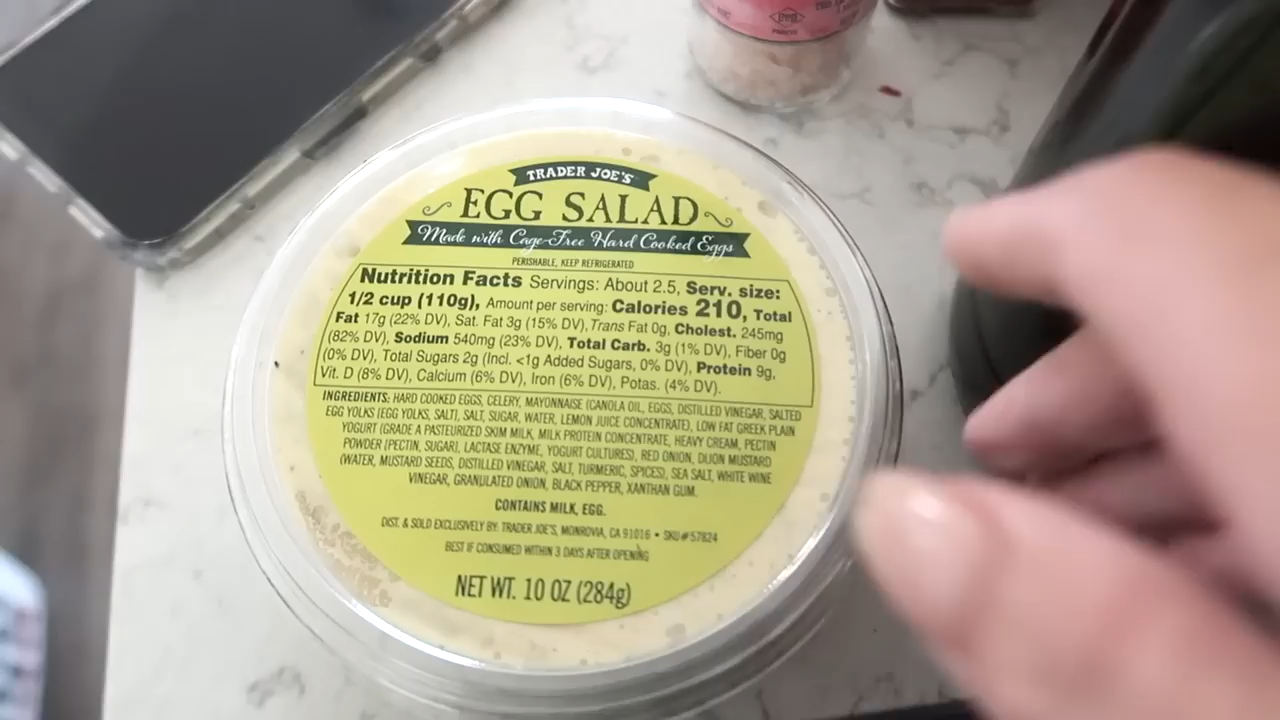 TRADER JOE'S
EGG SALAD
Made with Cage-Free Hard Cooked Eggs
PERISHABLE, KEEP REFRIGERATED
Nutrition Facts Servings: About 2.5, Serv. size:
1/2 cup (110g), Amount per serving: Calories 210, Total
Fat 17g (22% DV), Sat. Fat 3g (15% DV), Trans Fat 0g, Cholest. 245mg
(82% DV), Sodium 540mg (23% DV), Total Carb. 3g (1% DV), Fiber 0g
(0% DV), Total Sugars 2g (Incl. <1g Added Sugars, 0% DV), Protein 9g,
Vit. D (8% DV), Calcium (6% DV), Iron (6% DV), Potas. (4% DV).
INGREDIENTS: HARD COOKED EGGS, CELERY, MAYONNAISE (CANOLA OIL, EGGS, DISTILLED VINEGAR, SALTED
EGG YOLKS [EGG YOLKS, SALT], SALT, SUGAR, WATER, LEMON JUICE CONCENTRATE), LOW FAT GREEK PLAIN
YOGURT (GRADE A PASTEURIZED SKIM MILK, MILK PROTEIN CONCENTRATE, HEAVY CREAM, PECTIN
POWDER [PECTIN, SUGAR], LACTASE ENZYME, YOGURT CULTURES), RED ONION, DIJON MUSTARD
(WATER, MUSTARD SEEDS, DISTILLED VINEGAR, SALT, TURMERIC, SPICES), SEA SALT, WHITE WINE
VINEGAR, GRANULATED ONION, BLACK PEPPER, XANTHAN GUM.
CONTAINS MILK, EGG.
DIST. & SOLD EXCLUSIVELY BY: TRADER JOE'S, MONROVIA, CA 91016 • SKU# 57824
BEST IF CONSUMED WITHIN 3 DAYS AFTER OPENING
NET WT. 10 OZ (284g)